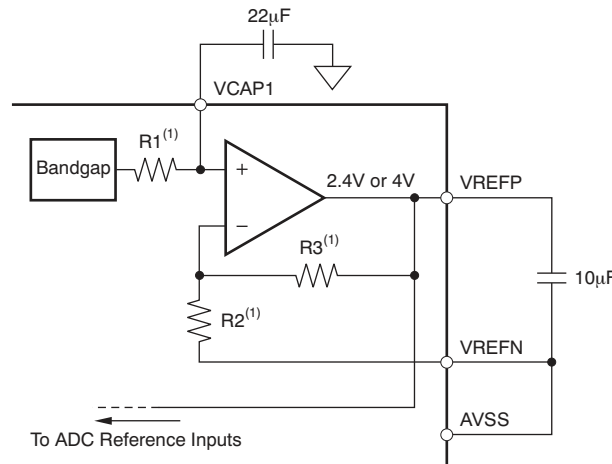 22μF
VCAP1
R1(1)
Bandgap
+
2.4V or 4V
VREFP
−
R3(1)
10μF
R2(1)
VREFN
AVSS
To ADC Reference Inputs